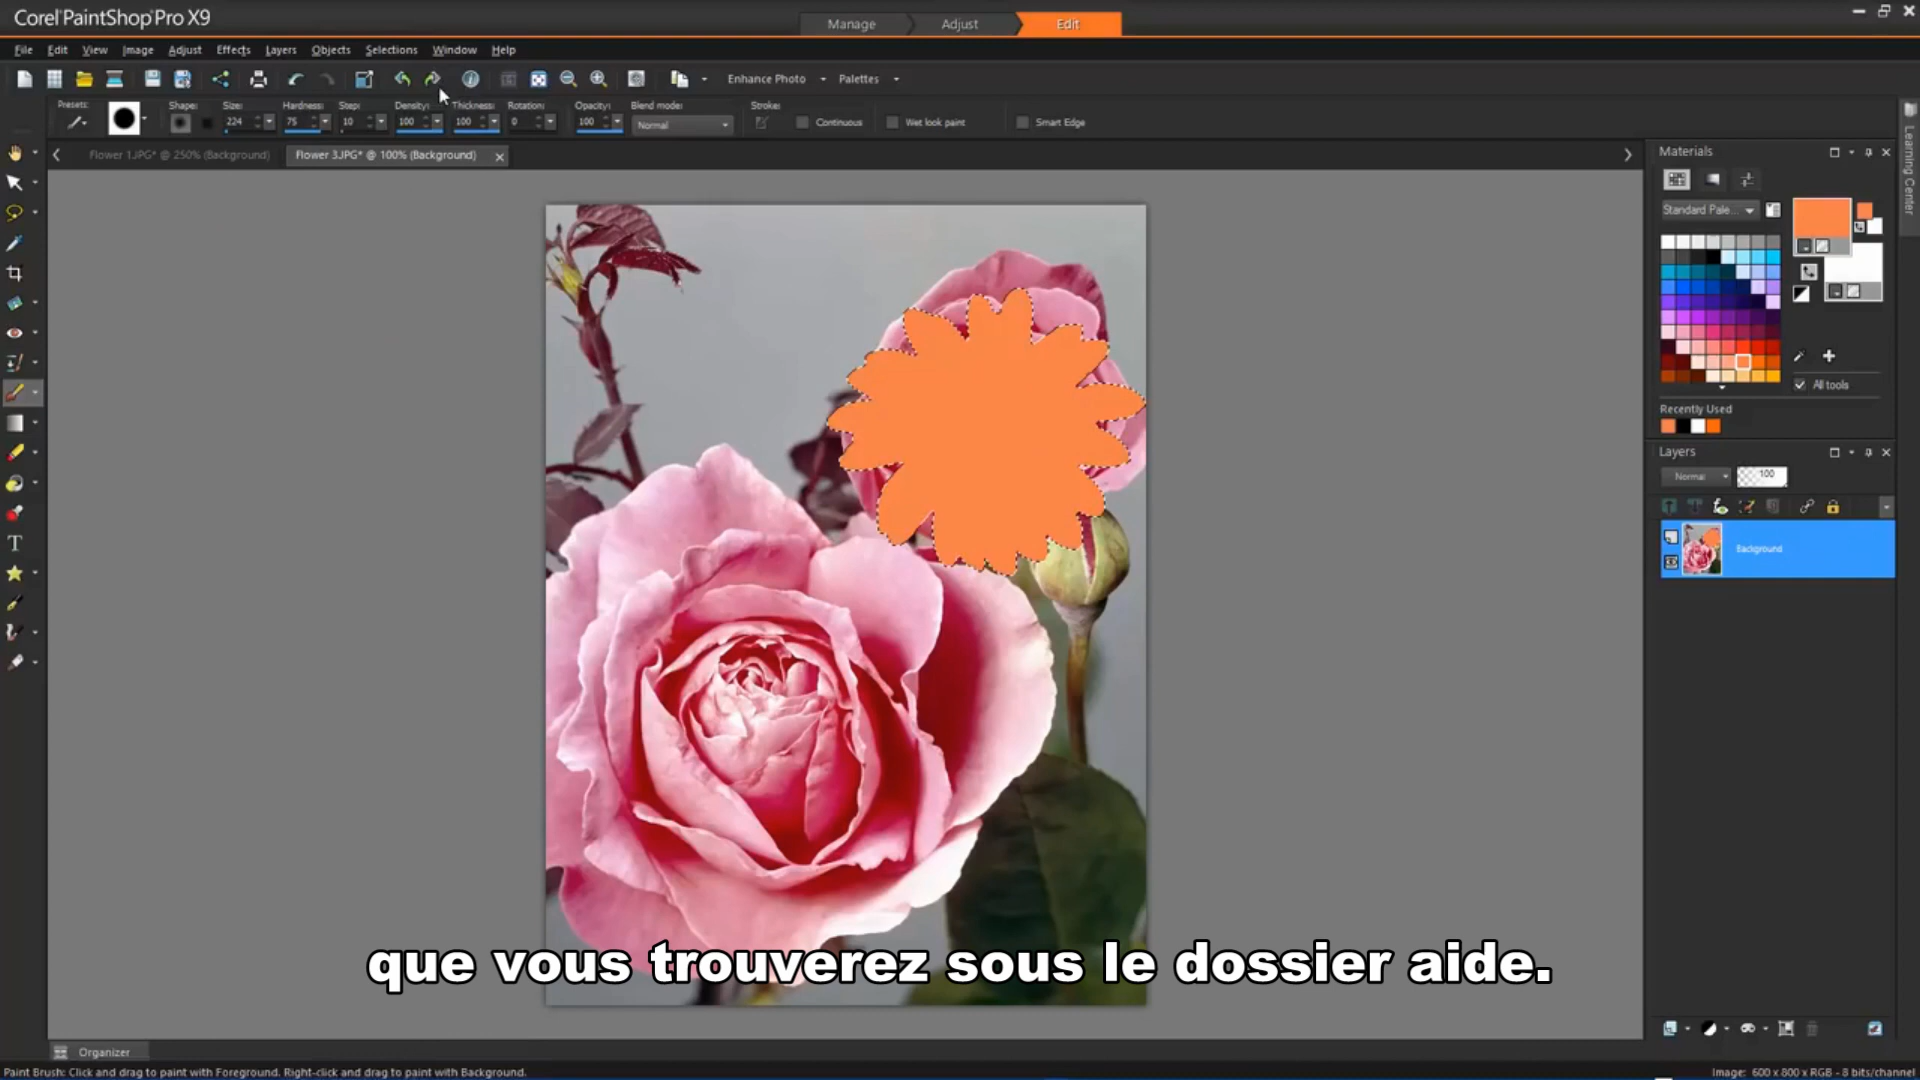 Corel PaintShop Pro X9
Manage
Adjust
Edit
File
Edit
View
Image
Adjust
Effects
Layers
Objects
Selections
Window
Help
Enhance Photo
Palettes
Presets:
Shape:
Size:
Hardness:
Step:
Density:
Thickness:
Rotation:
Opacity:
Blend mode:
Stroke:
224
75
10
100
100
0
100
Normal
Continuous
Wet look paint
Smart Edge
Flower 1.JPG* @ 250% (Background)
Flower 3.JPG* @ 100% (Background)
Materials
Learning Center
Standard Pale...
All tools
Recently Used
Layers
Normal
100
Background
que vous trouverez sous le dossier aide.
Organizer
Paint Brush: Click and drag to paint with Foreground. Right-click and drag to paint with Background.
Image: 600 x 800 x RGB - 8 bits/channel